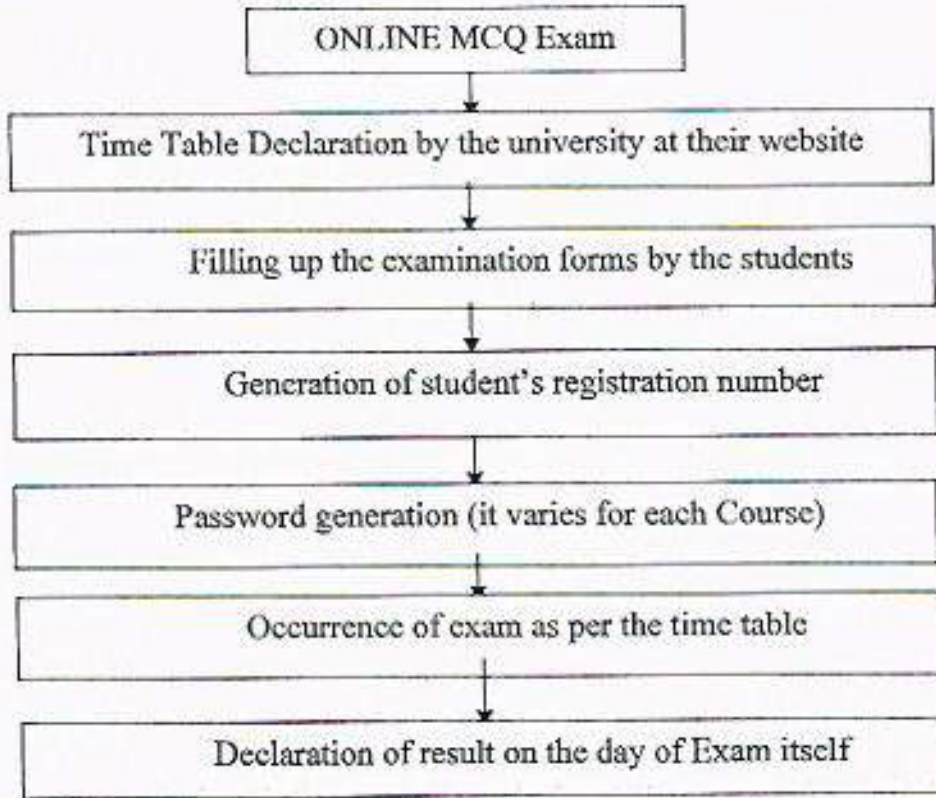 ONLINE MCQ Exam
Time Table Declaration by the university at their website
Filling up the examination forms by the students
Generation of student's registration number
Password generation (it varies for each Course)
Occurrence of exam as per the time table
Declaration of result on the day of Exam itself